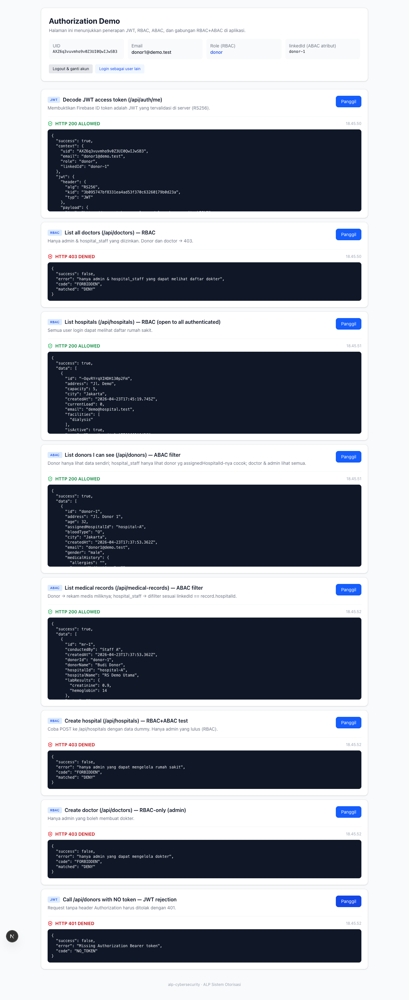 Authorization Demo
Halaman ini menunjukkan penerapan JWT, RBAC, ABAC, dan gabungan RBAC+ABAC di aplikasi.
UID
AXZ6q3vuvmho9v0Z3UI0QwIJwSB3
Email
donor1@demo.test
Role (RBAC)
donor
linkedId (ABAC atribut)
donor-1
Logout & ganti akun
Login sebagai user lain
JWT
Decode JWT access token (/api/auth/me)
Panggil
Membuktikan Firebase ID token adalah JWT yang tervalidasi di server (RS256).
HTTP 200 ALLOWED
18.45.50
{
"success": true,
"context": {
"uid": "AXZ6q3vuvmho9v0Z3UI0QwIJwSB3",
"email": "donor1@demo.test",
"role": "donor",
"linkedId": "donor-1"
},
"jwt": {
"header": {
"alg": "RS256",
"kid": "3b095747bf8331ea4ad53f370c63260179b0d23a",
"typ": "JWT"
},
"payload": {
RBAC
List all doctors (/api/doctors) — RBAC
Panggil
Hanya admin & hospital_staff yang diizinkan. Donor dan doctor → 403.
HTTP 403 DENIED
18.45.50
{
"success": false,
"error": "hanya admin & hospital_staff yang dapat melihat daftar dokter",
"code": "FORBIDDEN",
"matched": "DENY"
}
RBAC
List hospitals (/api/hospitals) — RBAC (open to all authenticated)
Panggil
Semua user login dapat melihat daftar rumah sakit.
HTTP 200 ALLOWED
18.45.51
{
"success": true,
"data": [
{
"id": "-OqvRYrqXIHDH130p2Fm",
"address": "Jl. Demo",
"capacity": 5,
"city": "Jakarta",
"createdAt": "2026-04-23T17:45:19.745Z",
"currentLoad": 0,
"email": "demo@hospital.test",
"facilities": [
"dialysis"
],
"isActive": true,
ABAC
List donors I can see (/api/donors) — ABAC filter
Panggil
Donor hanya lihat data sendiri; hospital_staff hanya lihat donor yg assignedHospitalId-nya cocok; doctor & admin lihat semua.
HTTP 200 ALLOWED
18.45.51
{
"success": true,
"data": [
{
"id": "donor-1",
"address": "Jl. Donor 1",
"age": 32,
"assignedHospitalId": "hospital-A",
"bloodType": "O",
"city": "Jakarta",
"createdAt": "2026-04-23T17:37:53.362Z",
"email": "donor1@demo.test",
"gender": "male",
"medicalHistory": {
"allergies": "",
ABAC
List medical records (/api/medical-records) — ABAC filter
Panggil
Donor → rekam medis miliknya; hospital_staff → difilter sesuai linkedId == record.hospitalId.
HTTP 200 ALLOWED
18.45.52
{
"success": true,
"data": [
{
"id": "mr-1",
"conductedBy": "Staff A",
"createdAt": "2026-04-23T17:37:53.362Z",
"donorId": "donor-1",
"donorName": "Budi Donor",
"hospitalId": "hospital-A",
"hospitalName": "RS Demo Utama",
"labResults": {
"creatinine": 0.9,
"hemoglobin": 14
},
RBAC
Create hospital (/api/hospitals) — RBAC+ABAC test
Panggil
Coba POST ke /api/hospitals dengan data dummy. Hanya admin yang lulus (RBAC).
HTTP 403 DENIED
18.45.52
{
"success": false,
"error": "hanya admin yang dapat mengelola rumah sakit",
"code": "FORBIDDEN",
"matched": "DENY"
}
RBAC
Create doctor (/api/doctors) — RBAC-only (admin)
Panggil
Hanya admin yang boleh membuat dokter.
HTTP 403 DENIED
18.45.52
{
"success": false,
"error": "hanya admin yang dapat mengelola dokter",
"code": "FORBIDDEN",
"matched": "DENY"
}
JWT
Call /api/donors with NO token — JWT rejection
Panggil
Request tanpa header Authorization harus ditolak dengan 401.
HTTP 401 DENIED
18.45.52
{
"success": false,
"error": "Missing Authorization Bearer token",
"code": "NO_TOKEN"
}
N
alp-cybersecurity · ALP Sistem Otorisasi